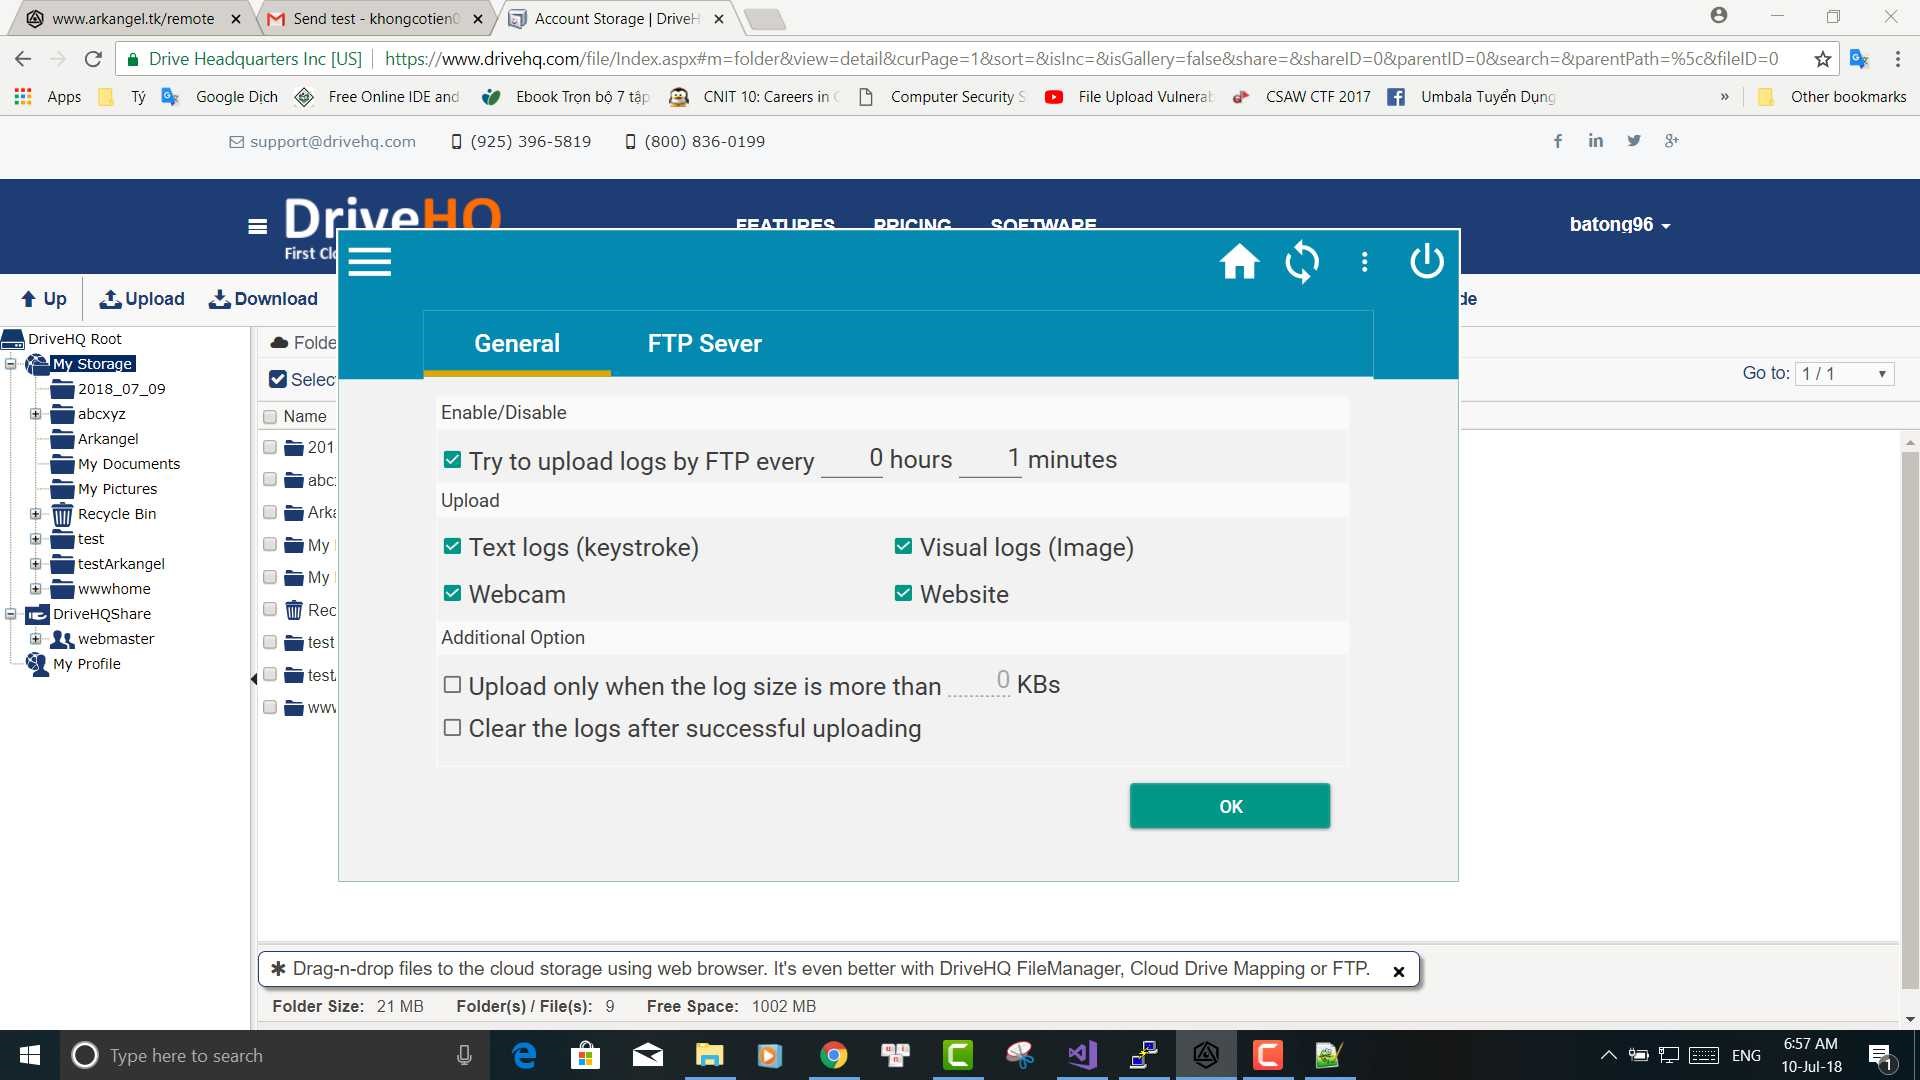 www.arkangel.tk/remote
Send test - khongcotien
Account Storage | DriveH
Drive Headquarters Inc [US]
https://www.drivehq.com/file/Index.aspx#m=folder&view=detail&curPage=1&sort=&isInc=&isGallery=false&share=&shareID=0&parentID=0&search=&parentPath=%5c&fileID=0
Apps Tý Google Dịch Free Online IDE and Ebook Trọn bộ 7 tập CNIT 10: Careers in Computer Security S File Upload Vulnerab CSAW CTF 2017 Umbala Tuyển Dụng » Other bookmarks
support@drivehq.com (925) 396-5819 (800) 836-0199
DriveHQ FEATURES PRICING SOFTWARE batong96
First Clo
Up Upload Download de
DriveHQ Root
My Storage
2018_07_09
abcxyz
Arkangel
My Documents
My Pictures
Recycle Bin
test
testArkangel
wwwhome
DriveHQShare
webmaster
My Profile
Folde
Selec
Go to: 1 / 1
Name
201
abc
Arka
My
My
Rec
test
test
www
General FTP Sever
Enable/Disable
Try to upload logs by FTP every 0 hours 1 minutes
Upload
Text logs (keystroke) Visual logs (Image)
Webcam Website
Additional Option
Upload only when the log size is more than 0 KBs
Clear the logs after successful uploading
OK
✱ Drag-n-drop files to the cloud storage using web browser. It's even better with DriveHQ FileManager, Cloud Drive Mapping or FTP.
Folder Size: 21 MB Folder(s) / File(s): 9 Free Space: 1002 MB
Type here to search
ENG
6:57 AM
10-Jul-18
1